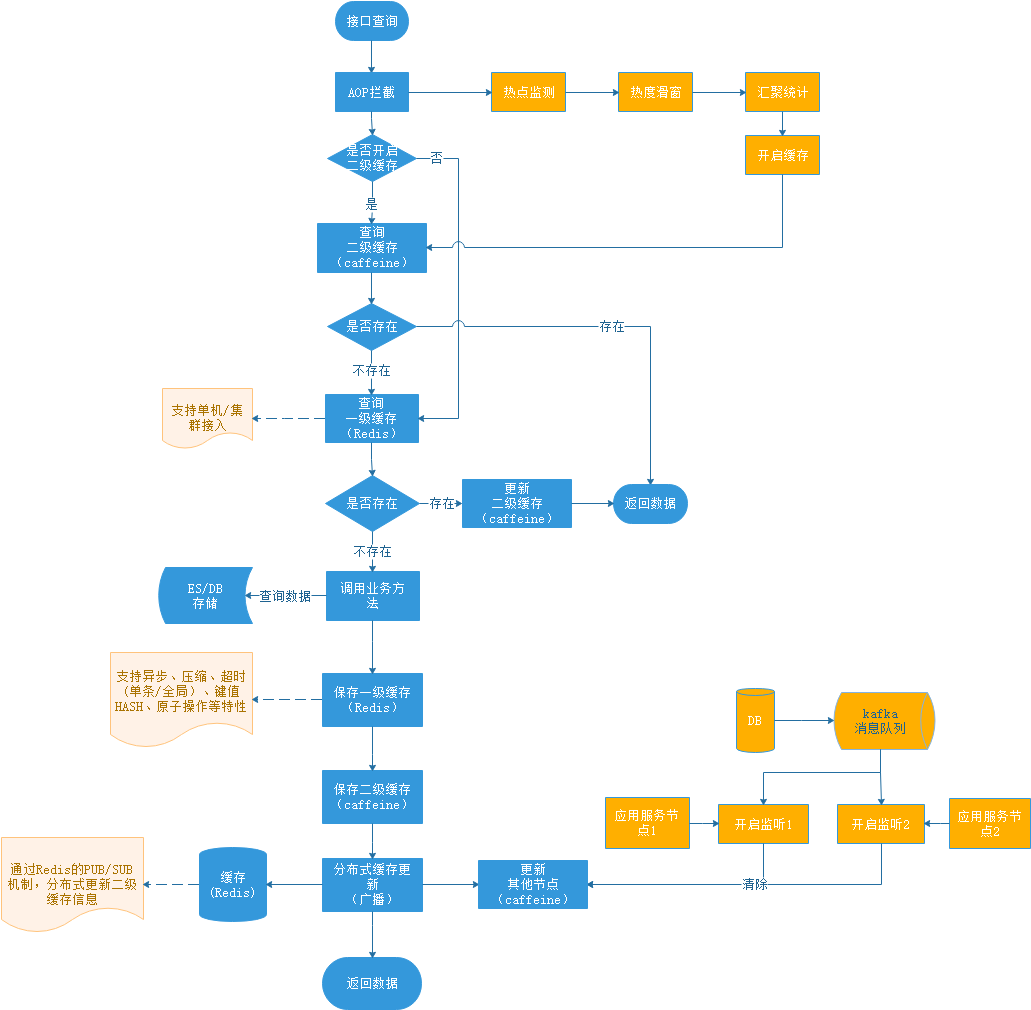 接口查询
AOP拦截
热点监测
热度滑窗
汇聚统计
是否开启
二级缓存
否
开启缓存
是
查询
二级缓存
（caffeine）
是否存在
存在
不存在
支持单机/集
群接入
查询
一级缓存
（Redis）
是否存在
存在
更新
二级缓存
（caffeine）
返回数据
不存在
ES/DB
存储
查询数据
调用业务方
法
支持异步、压缩、超时
（单条/全局）、键值
HASH、原子操作等特性
保存一级缓存
（Redis）
DB
kafka
消息队列
保存二级缓存
（caffeine）
应用服务节
点1
开启监听1
开启监听2
应用服务节
点2
通过Redis的PUB/SUB
机制，分布式更新二级
缓存信息
缓存
(Redis)
分布式缓存更
新
（广播）
更新
其他节点
（caffeine）
清除
返回数据